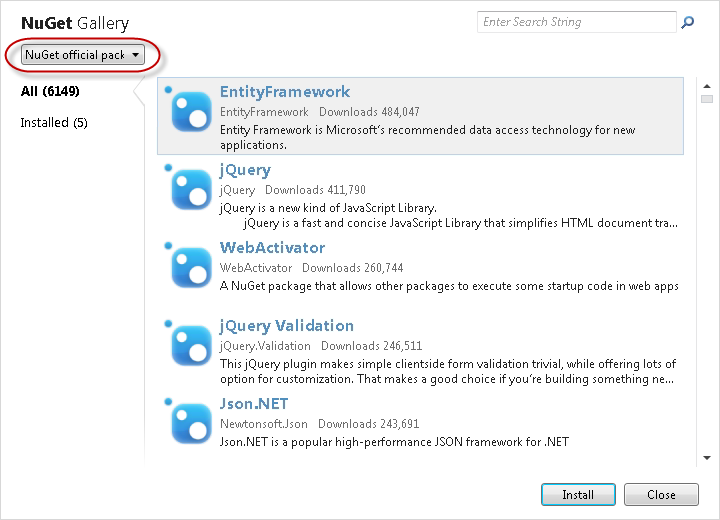 NuGet Gallery
Enter Search String
NuGet official pack
All (6149)
Installed (5)
EntityFramework
EntityFramework Downloads 484,047
Entity Framework is Microsoft's recommended data access technology for new
applications.
jQuery
jQuery Downloads 411,790
jQuery is a new kind of JavaScript Library.
jQuery is a fast and concise JavaScript Library that simplifies HTML document tra...
WebActivator
WebActivator Downloads 260,744
A NuGet package that allows other packages to execute some startup code in web apps
jQuery Validation
jQuery.Validation Downloads 246,511
This jQuery plugin makes simple clientside form validation trivial, while offering lots of
option for customization. That makes a good choice if you're building something ne...
Json.NET
Newtonsoft.Json Downloads 243,691
Json.NET is a popular high-performance JSON framework for .NET
Install
Close